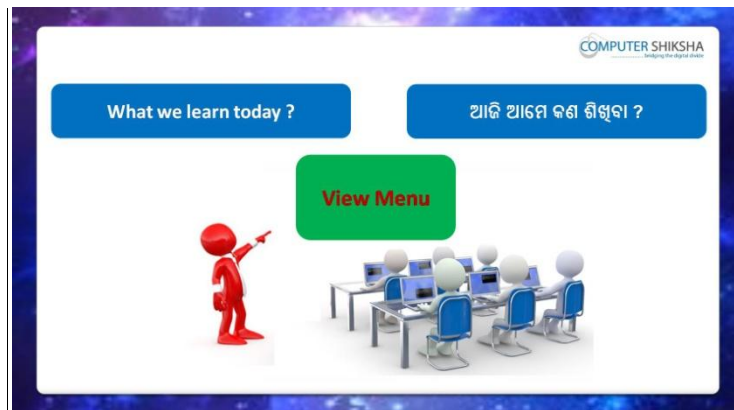 COMPUTER SHIKSHA
bridging the digital divide
What we learn today ?
ଆଜି ଆମେ କଣ ଶିଖିବା ?
View Menu